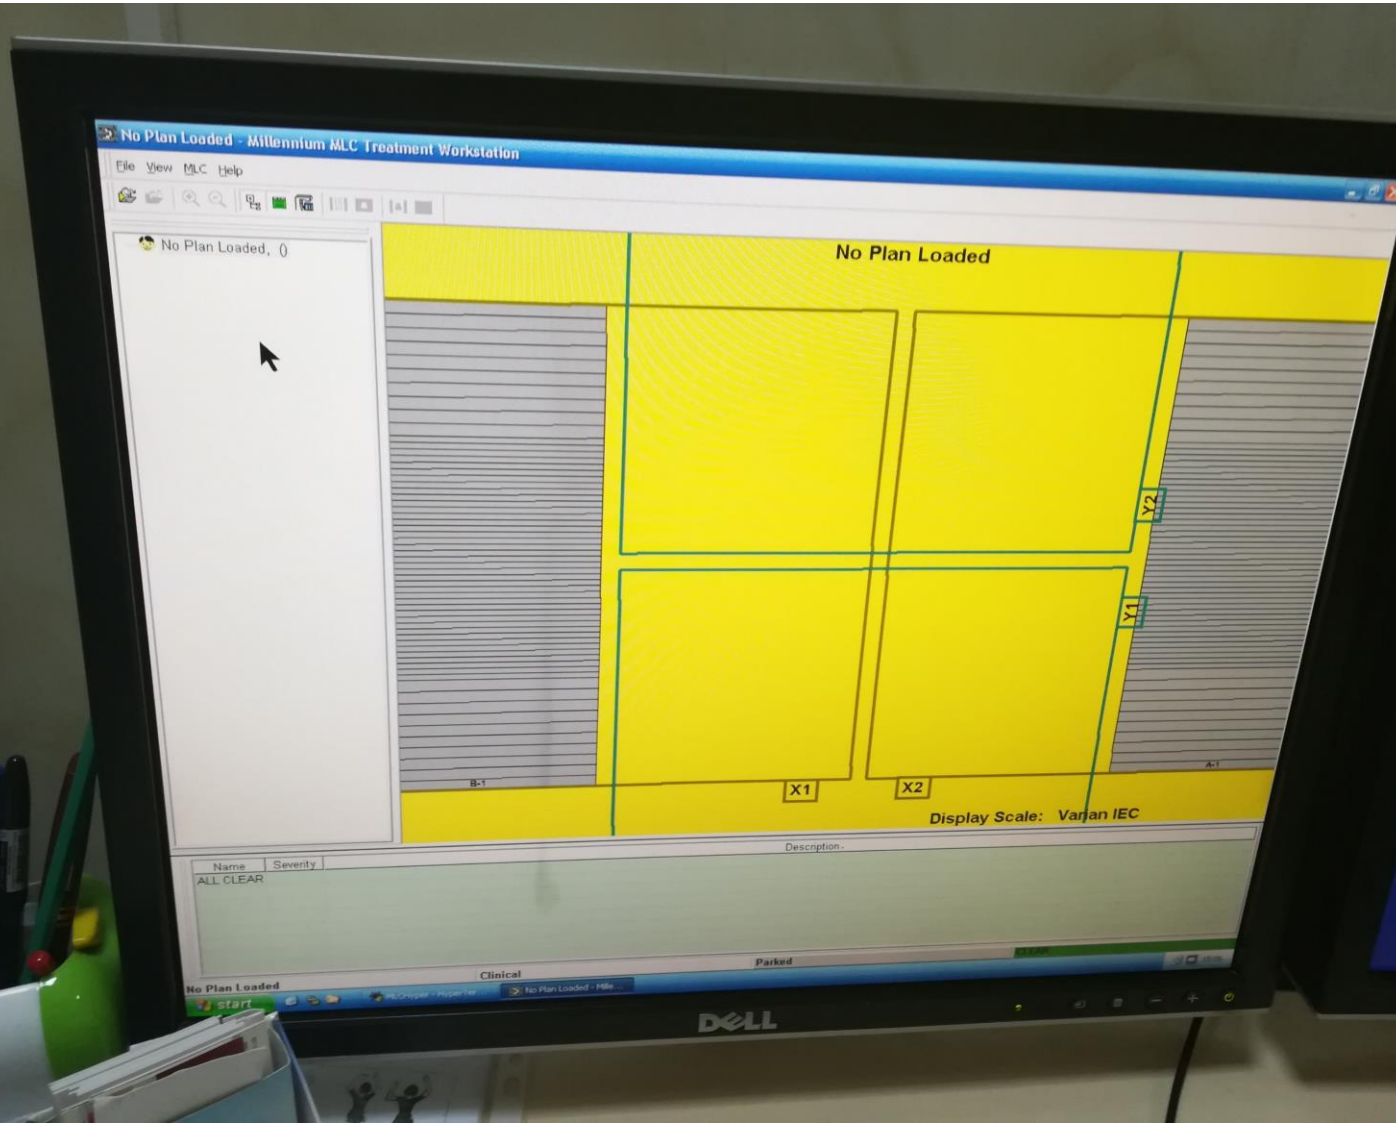 No Plan Loaded - Millennium MLC Treatment Workstation
File View MLC Help
No Plan Loaded, ()
No Plan Loaded
Y2
Y1
B-1
A-1
X1
X2
Display Scale: Varian IEC
Description
Name Severity
ALL CLEAR
No Plan Loaded
Clinical
Parked
CLEAR
start
No Plan Loaded - Mille...
DELL